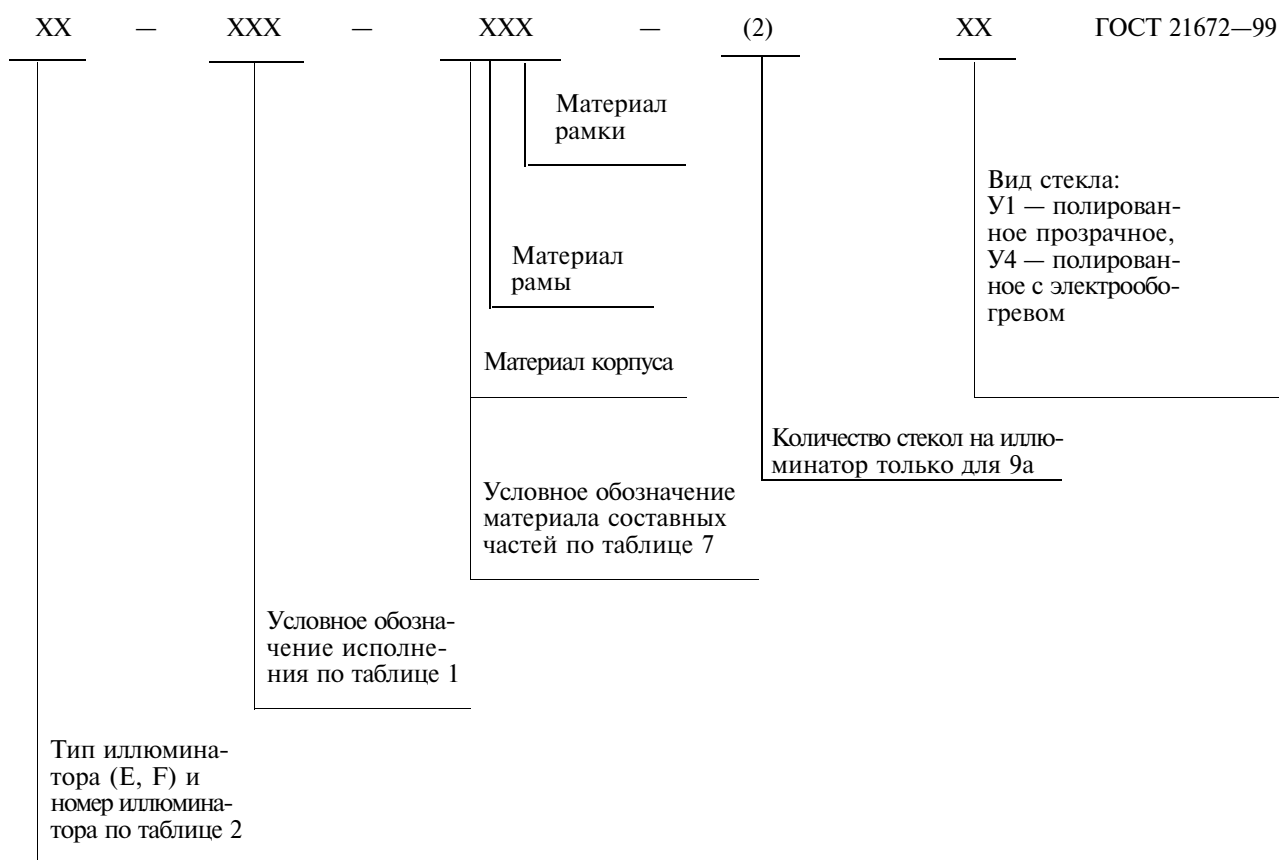 XX — XXX — XXX — (2) XX ГОСТ 21672—99
Материал
рамки
Вид стекла:
У1 — полирован-
ное прозрачное,
У4 — полирован-
ное с электрообо-
гревом
Материал
рамы
Материал корпуса
Количество стекол на иллю-
минатор только для 9а
Условное обозначение
материала составных
частей по таблице 7
Условное обозна-
чение исполне-
ния по таблице 1
Тип иллюмина-
тора (E, F) и
номер иллюмина-
тора по таблице 2